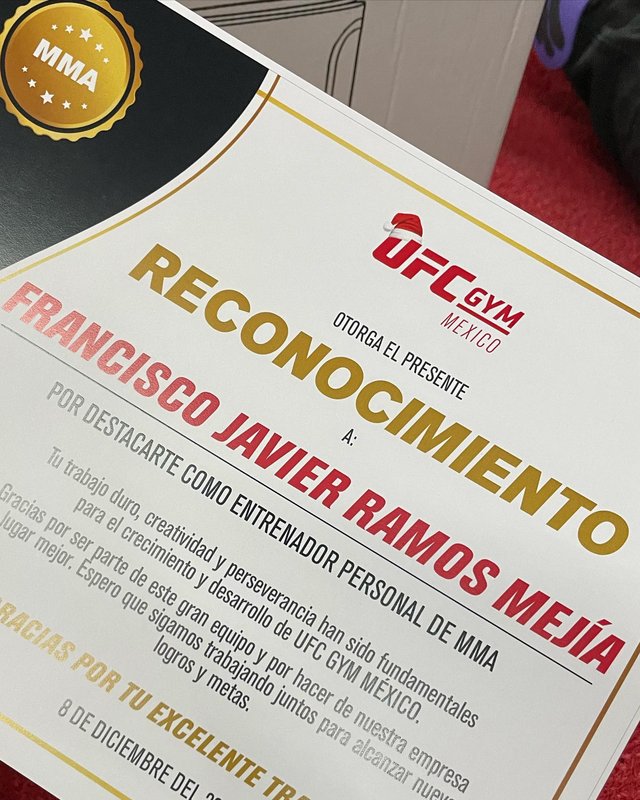 MMA
UFC GYM
MEXICO
OTORGA EL PRESENTE
RECONOCIMIENTO
A:
FRANCISCO JAVIER RAMOS MEJÍA
POR DESTACARTE COMO ENTRENADOR PERSONAL DE MMA
Tu trabajo duro, creatividad y perseverancia han sido fundamentales
para el crecimiento y desarrollo de UFC GYM MÉXICO.
Gracias por ser parte de este gran equipo y por hacer de nuestra empresa
lugar mejor. Espero que sigamos trabajando juntos para alcanzar
logros y metas.
POR TU EXCELENTE
8 DE DICIEMBRE DEL